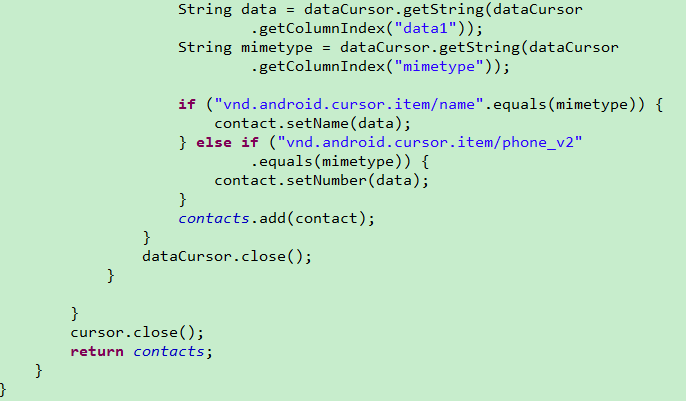 String data = dataCursor.getString(dataCursor
.getColumnIndex("data1"));
String mimetype = dataCursor.getString(dataCursor
.getColumnIndex("mimetype"));
if ("vnd.android.cursor.item/name".equals(mimetype)) {
contact.setName(data);
} else if ("vnd.android.cursor.item/phone_v2"
.equals(mimetype)) {
contact.setNumber(data);
}
contacts.add(contact);
}
dataCursor.close();
}
}
cursor.close();
return contacts;
}
}